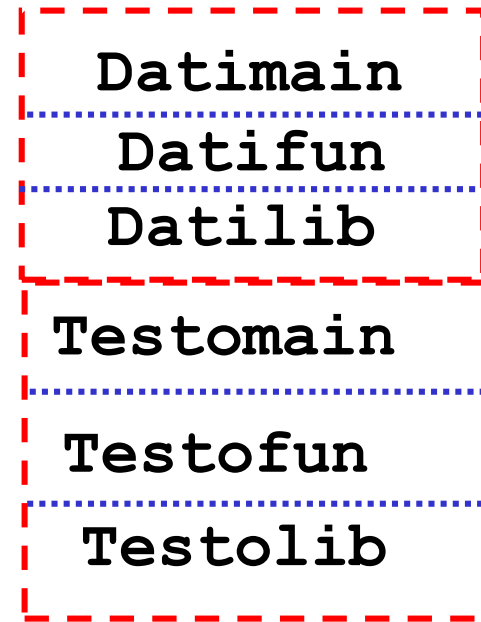 Datimain
Datifun
Datilib
Testomain
Testofun
Testolib